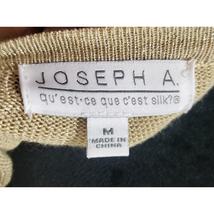 JOSEPH A.
qu'est·ce que c'est silk?®
M
MADE IN
CHINA